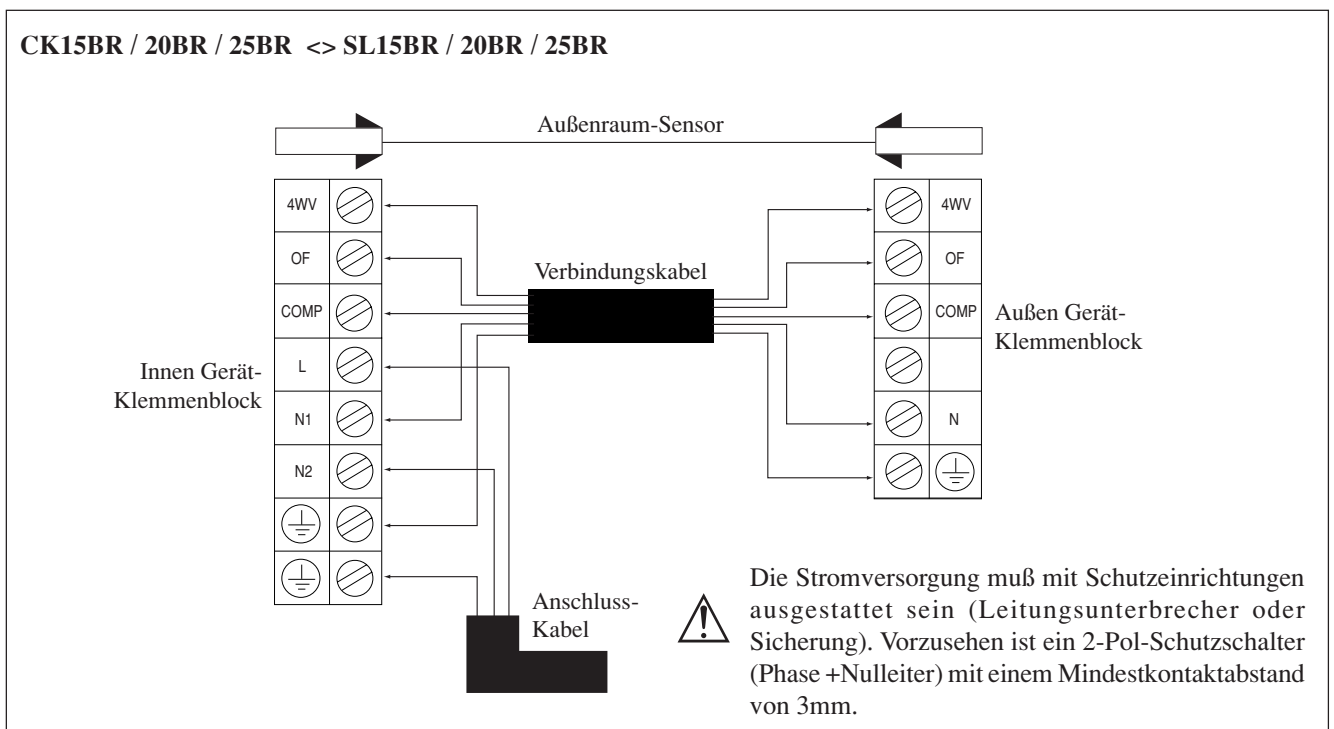 CK15BR / 20BR / 25BR <> SL15BR / 20BR / 25BR
Außenraum-Sensor
4WV
OF
COMP
L
N1
N2
Innen Gerät-
Klemmenblock
Verbindungskabel
4WV
OF
COMP
N
Außen Gerät-
Klemmenblock
Anschluss-
Kabel
Die Stromversorgung muß mit Schutzeinrichtungen
ausgestattet sein (Leitungsunterbrecher oder
Sicherung). Vorzusehen ist ein 2-Pol-Schutzschalter
(Phase +Nulleiter) mit einem Mindestkontaktabstand
von 3mm.